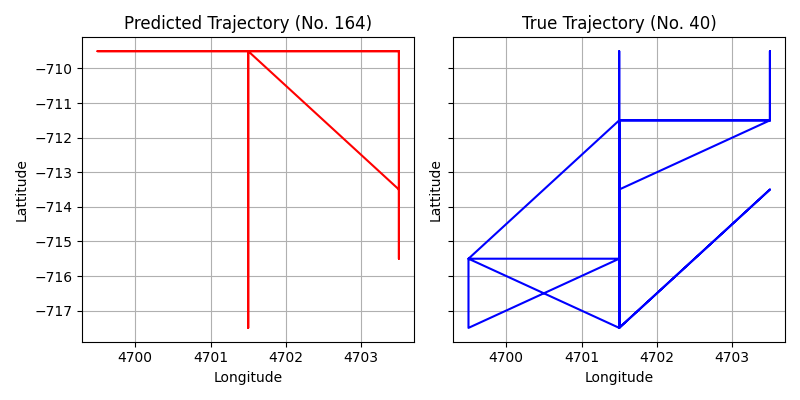 Predicted Trajectory (No. 164)
True Trajectory (No. 40)
−710
−711
−712
−713
−714
−715
−716
−717
Lattitude
Lattitude
4700 4701 4702 4703
4700 4701 4702 4703
Longitude
Longitude